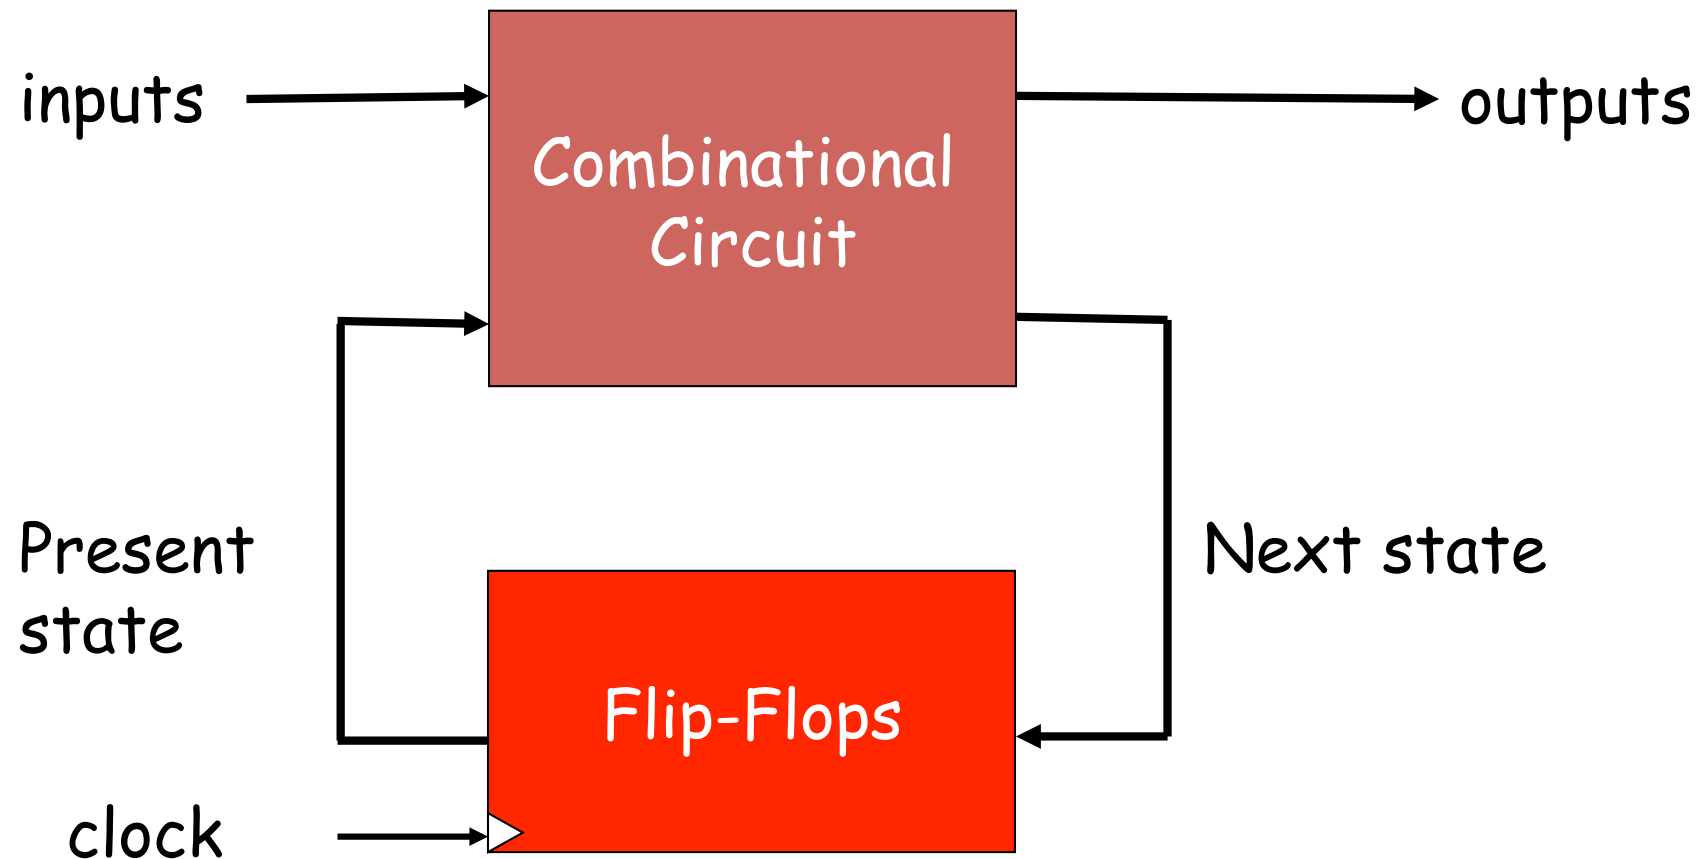 inputs
Combinational
Circuit
outputs
Present
state
Next state
Flip-Flops
clock